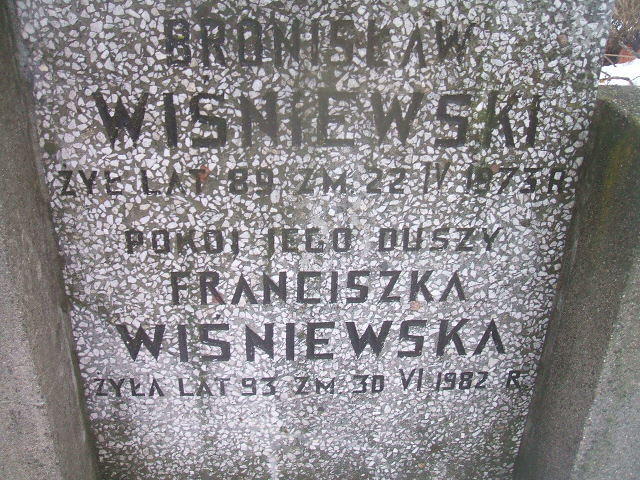 BRONISŁAW
WIŚNIEWSKI
ŻYŁ LAT 89 ZM. 22 IV 1973 R
POKÓJ JEGO DUSZY
FRANCISZKA
WIŚNIEWSKA
ŻYŁA LAT 93 ZM. 30 VI 1982 R